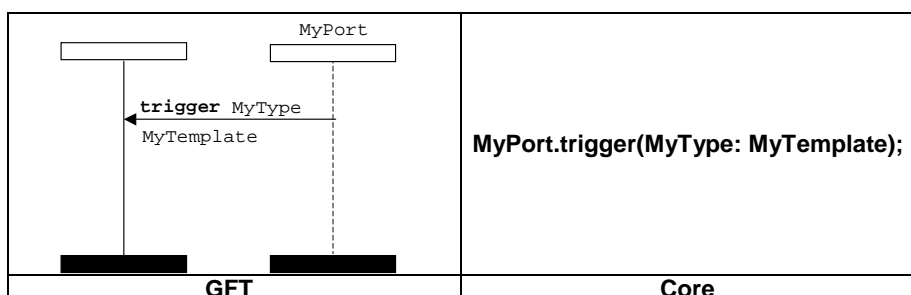 MyPort
trigger MyType
MyTemplate
MyPort.trigger(MyType: MyTemplate);
GFT
Core